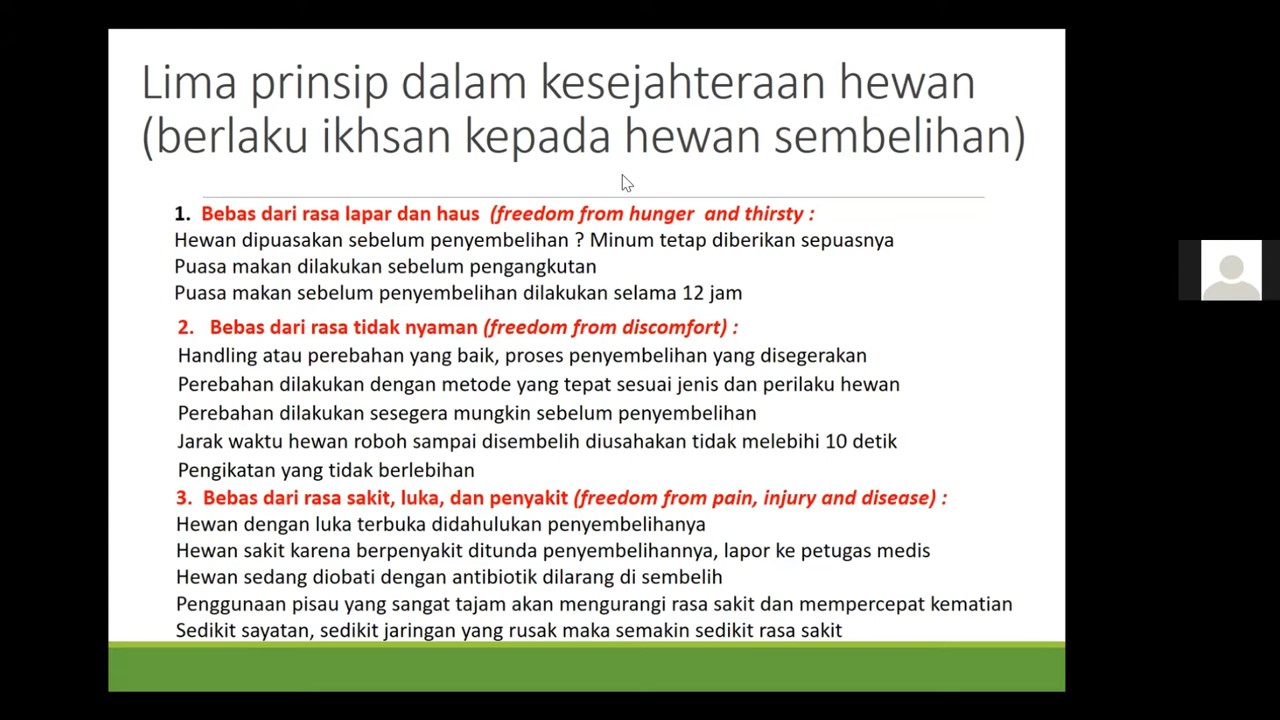 Lima prinsip dalam kesejahteraan hewan
(berlaku ikhsan kepada hewan sembelihan)
1. Bebas dari rasa lapar dan haus (freedom from hunger and thirsty :
Hewan dipuasakan sebelum penyembelihan ? Minum tetap diberikan sepuasnya
Puasa makan dilakukan sebelum pengangkutan
Puasa makan sebelum penyembelihan dilakukan selama 12 jam
2. Bebas dari rasa tidak nyaman (freedom from discomfort) :
Handling atau perebahan yang baik, proses penyembelihan yang disegerakan
Perebahan dilakukan dengan metode yang tepat sesuai jenis dan perilaku hewan
Perebahan dilakukan sesegera mungkin sebelum penyembelihan
Jarak waktu hewan roboh sampai disembelih diusahakan tidak melebihi 10 detik
Pengikatan yang tidak berlebihan
3. Bebas dari rasa sakit, luka, dan penyakit (freedom from pain, injury and disease) :
Hewan dengan luka terbuka didahulukan penyembelihanya
Hewan sakit karena berpenyakit ditunda penyembelihannya, lapor ke petugas medis
Hewan sedang diobati dengan antibiotik dilarang di sembelih
Penggunaan pisau yang sangat tajam akan mengurangi rasa sakit dan mempercepat kematian
Sedikit sayatan, sedikit jaringan yang rusak maka semakin sedikit rasa sakit